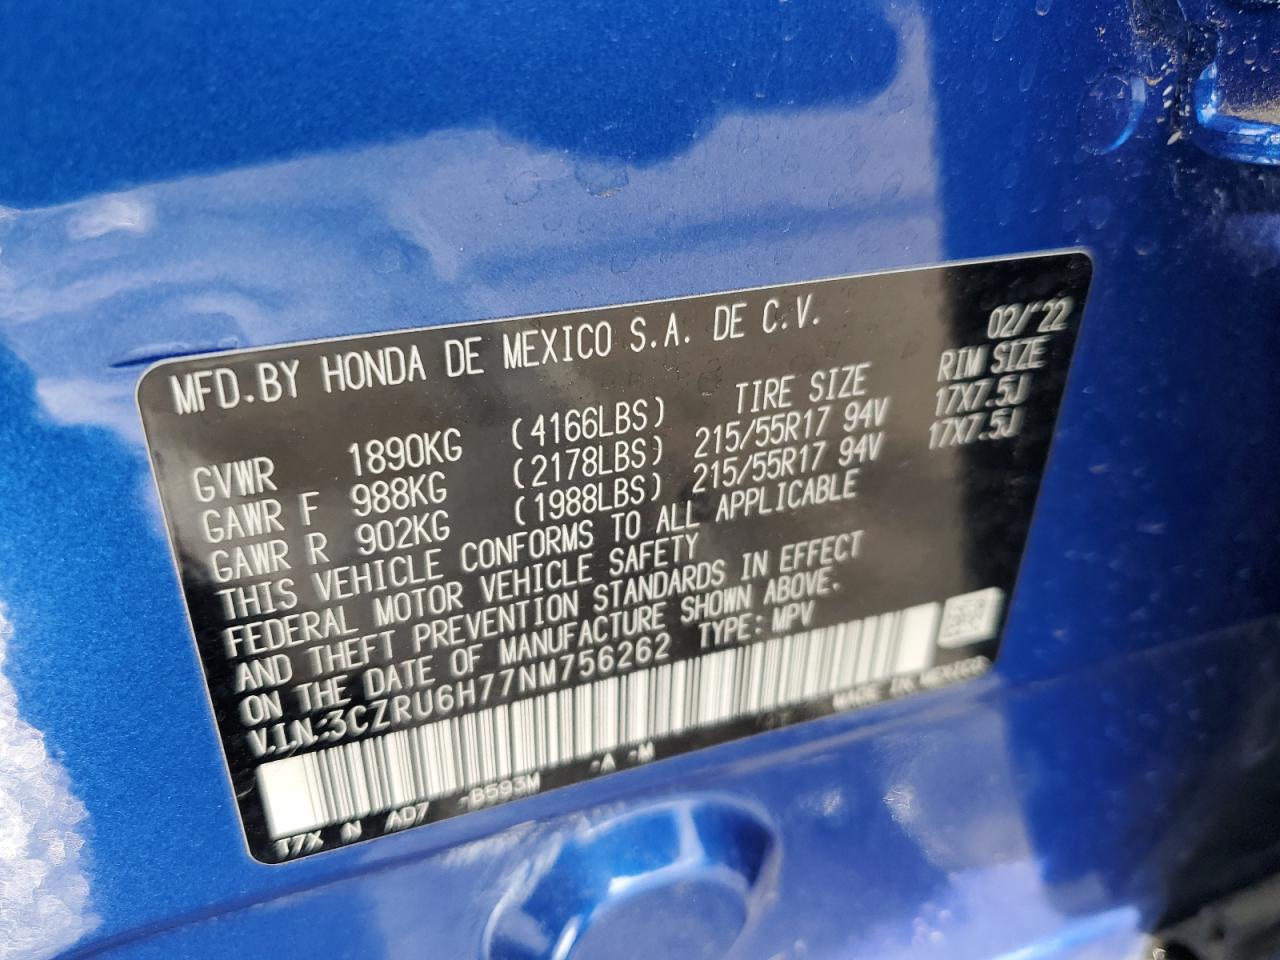 MFD.BY HONDA DE MEXICO S.A. DE C.V. 02/'22
TIRE SIZE RIM SIZE
GVWR 1890KG (4166LBS)
GAWR F 988KG (2178LBS) 215/55R17 94V 17X7.5J
GAWR R 902KG (1988LBS) 215/55R17 94V 17X7.5J
THIS VEHICLE CONFORMS TO ALL APPLICABLE
FEDERAL MOTOR VEHICLE SAFETY
AND THEFT PREVENTION STANDARDS IN EFFECT
ON THE DATE OF MANUFACTURE SHOWN ABOVE.
V.I.N:3CZRU6H77NM756262 TYPE:MPV
MADE IN MEXICO
T7X N AD7 -B593M -A -M